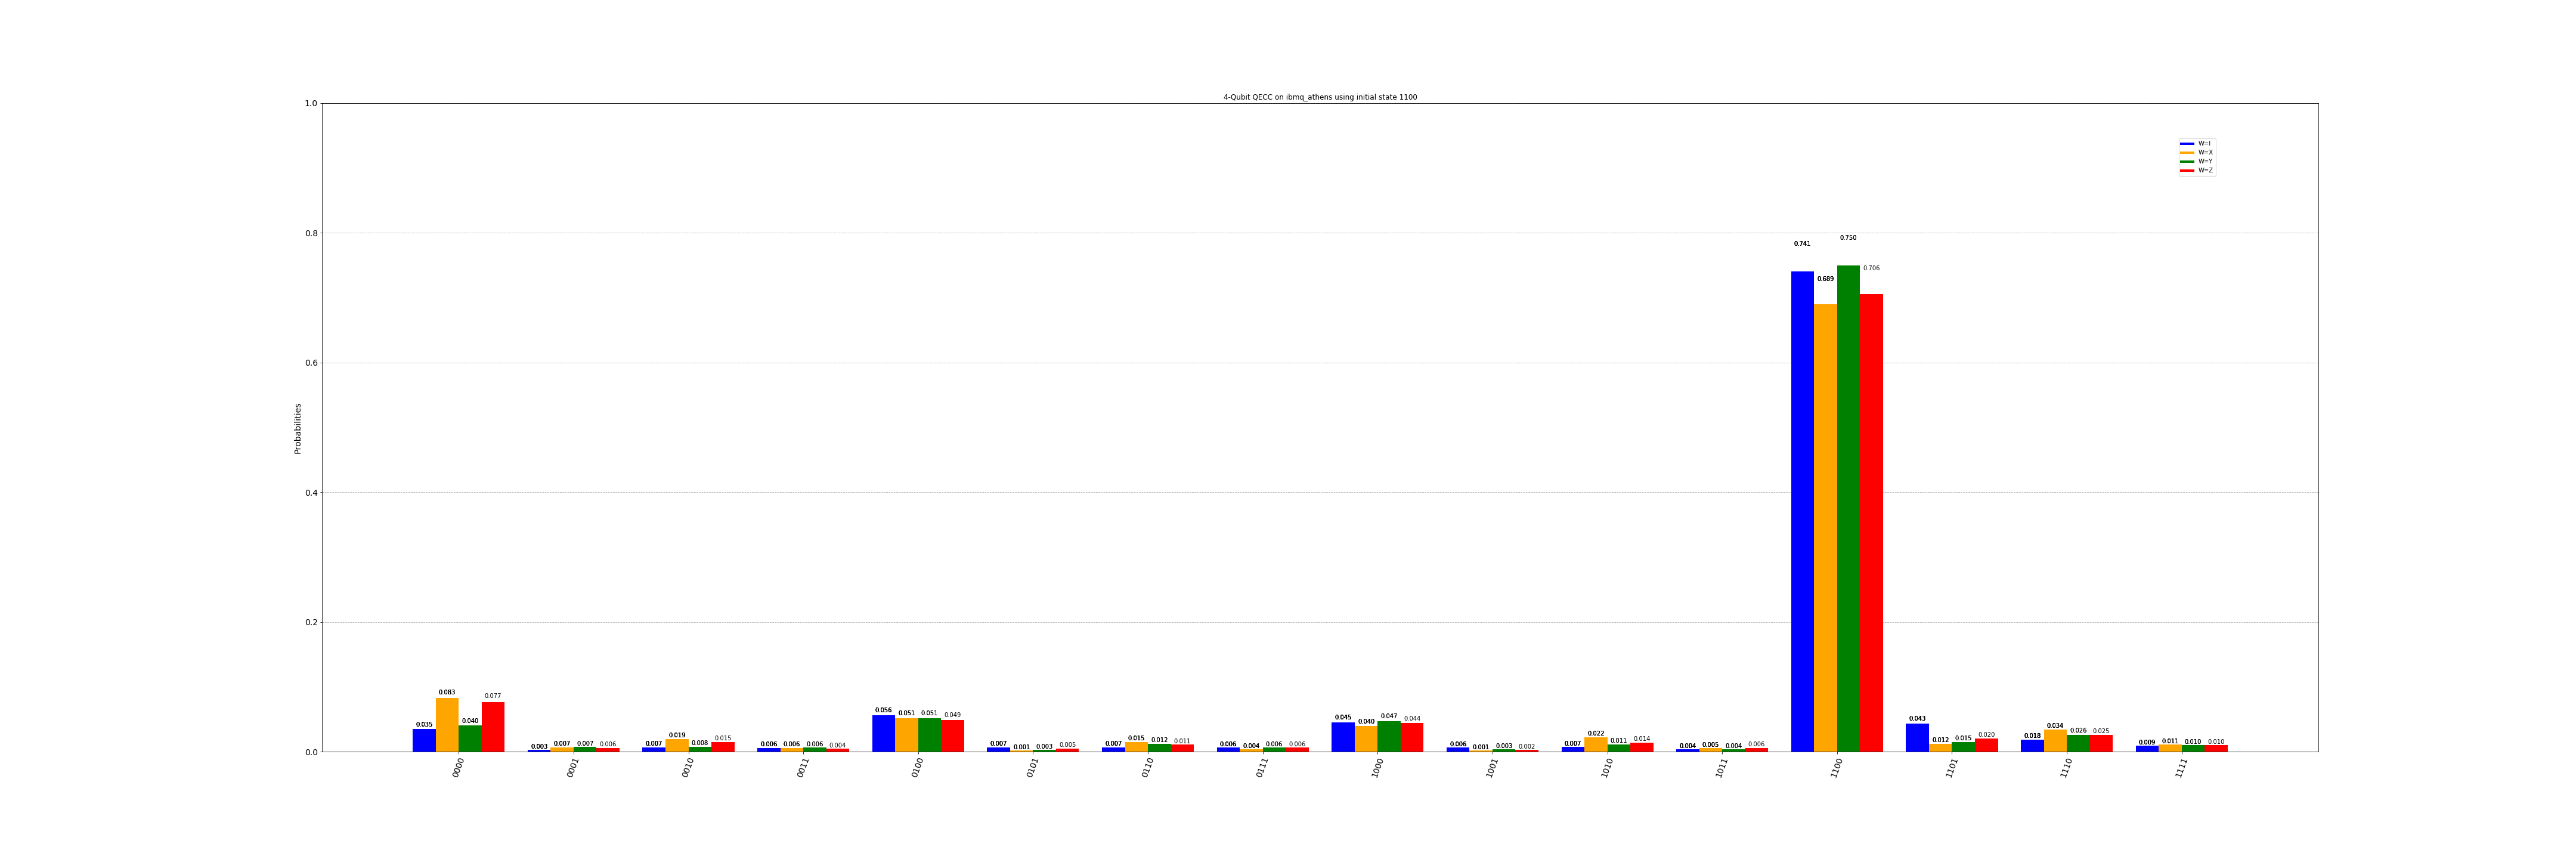 4-Qubit QECC on ibmq_athens using initial state 1100
1.0
0.8
0.6
0.4
0.2
0.0
Probabilities
W=I
W=X
W=Y
W=Z
0.035 0.083 0.040 0.077
0.003 0.007 0.007 0.006
0.007 0.019 0.008 0.015
0.006 0.006 0.006 0.004
0.056 0.051 0.051 0.049
0.007 0.001 0.003 0.005
0.007 0.015 0.012 0.011
0.006 0.004 0.006 0.006
0.045 0.040 0.047 0.044
0.006 0.001 0.003 0.002
0.007 0.022 0.011 0.014
0.004 0.005 0.004 0.006
0.741 0.689 0.750 0.706
0.043 0.012 0.015 0.020
0.018 0.034 0.026 0.025
0.009 0.011 0.010 0.010
0000
0001
0010
0011
0100
0101
0110
0111
1000
1001
1010
1011
1100
1101
1110
1111